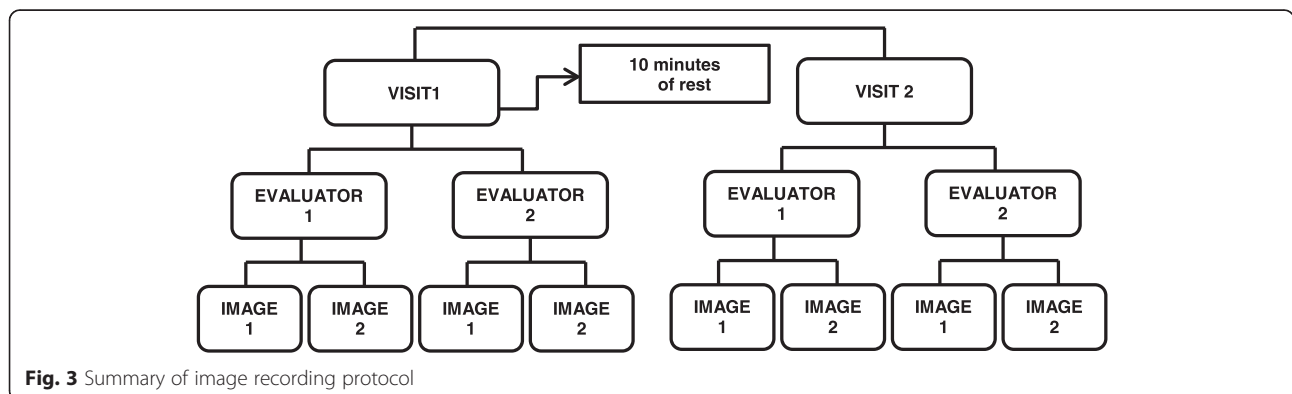 10 minutes
of rest
VISIT1
VISIT 2
EVALUATOR
1
EVALUATOR
2
EVALUATOR
1
EVALUATOR
2
IMAGE
1
IMAGE
2
IMAGE
1
IMAGE
2
IMAGE
1
IMAGE
2
IMAGE
1
IMAGE
2
Fig. 3 Summary of image recording protocol